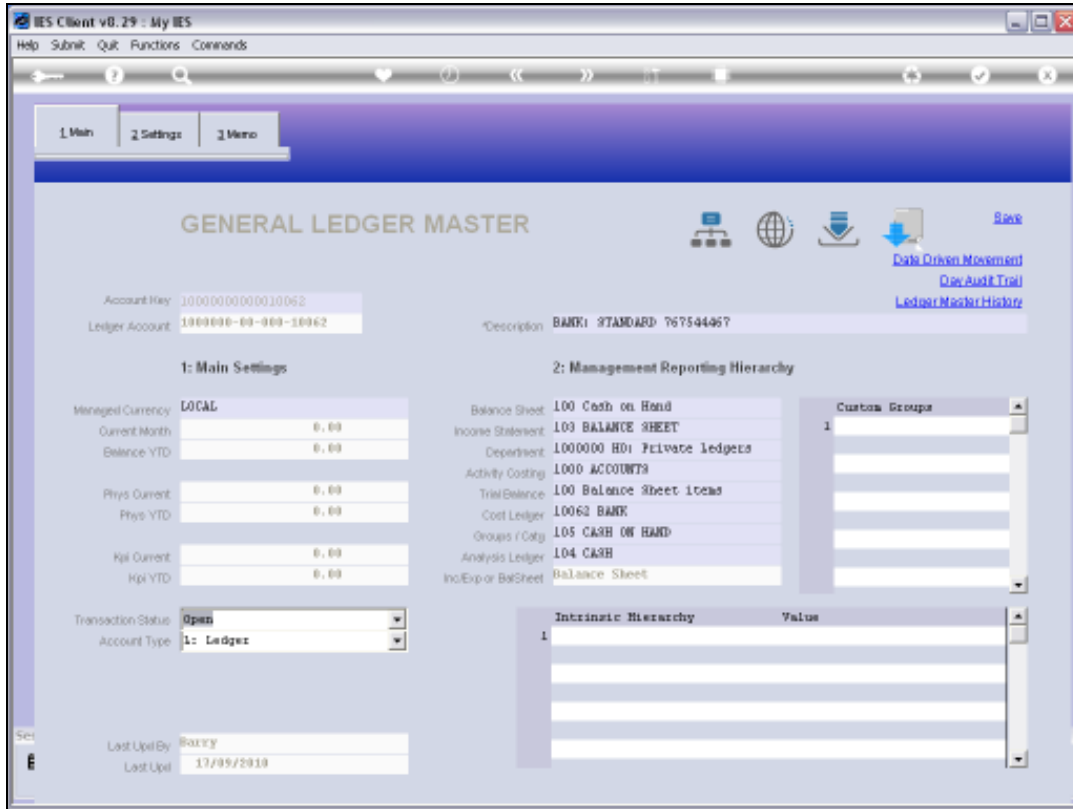 IES Client v8.29 : My IES
Help Submit Quit Functions Commands
1 Main 2 Settings 3 Memo
GENERAL LEDGER MASTER
Save
Date Driven Movement
Day Audit Trail
Ledger Master History
Account Key 10000000000010062
Ledger Account 1000000-00-000-10062
*Description BANK: STANDARD 767544467
1: Main Settings
2: Management Reporting Hierarchy
Managed Currency LOCAL
Current Month 0.00
Balance YTD 0.00
Phys Current 0.00
Phys YTD 0.00
Kpi Current 0.00
Kpi YTD 0.00
Balance Sheet 100 Cash on Hand
Income Statement 103 BALANCE SHEET
Department 1000000 HO: Private ledgers
Activity Costing 1000 ACCOUNTS
Trial Balance 100 Balance Sheet items
Cost Ledger 10062 BANK
Groups / Catg 105 CASH ON HAND
Analysis Ledger 104 CASH
Inc/Exp or BalSheet Balance Sheet
Custom Groups
1
Transaction Status Open
Account Type 1: Ledger
Intrinsic Hierarchy Value
1
Last Upd By Barry
Last Upd 17/09/2010